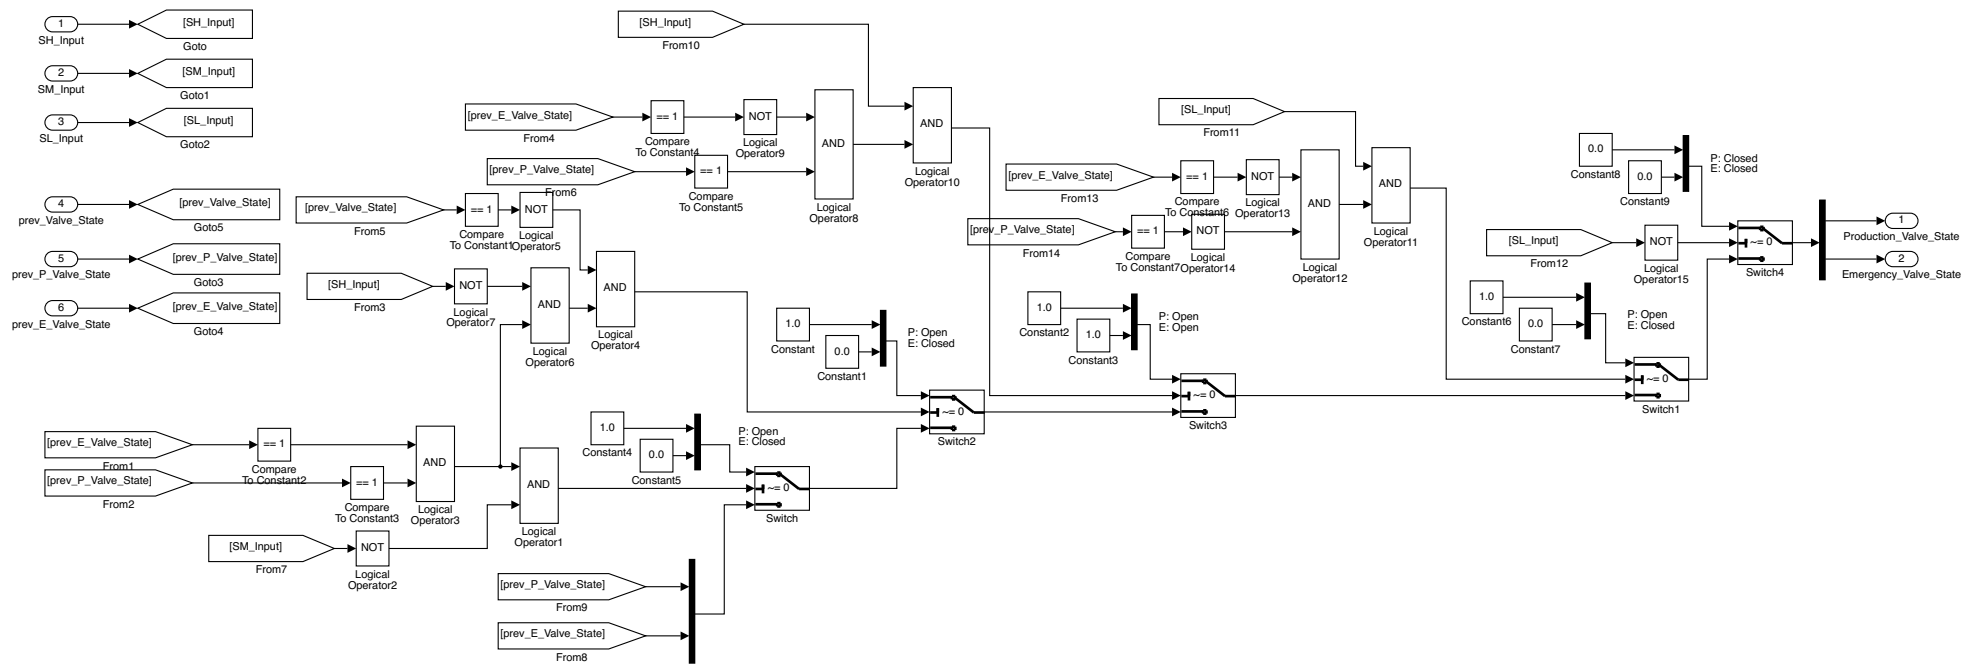 1
SH_Input
[SH_Input]
Goto
2
SM_Input
[SM_Input]
Goto1
3
SL_Input
[SL_Input]
Goto2
4
prev_Valve_State
[prev_Valve_State]
Goto5
5
prev_P_Valve_State
[prev_P_Valve_State]
Goto3
6
prev_E_Valve_State
[prev_E_Valve_State]
Goto4
[SH_Input]
From10
[prev_E_Valve_State]
From4
== 1
Compare
To Constant4
NOT
Logical
Operator9
[prev_P_Valve_State]
From6
== 1
Compare
To Constant5
AND
Logical
Operator8
AND
Logical
Operator10
[prev_Valve_State]
From5
== 1
Compare
To Constant1
NOT
Logical
Operator5
[SH_Input]
From3
NOT
Logical
Operator7
AND
Logical
Operator6
AND
Logical
Operator4
[prev_E_Valve_State]
From1
== 1
Compare
To Constant2
[prev_P_Valve_State]
From2
== 1
Compare
To Constant3
AND
Logical
Operator3
[SM_Input]
From7
NOT
Logical
Operator2
AND
Logical
Operator1
1.0
Constant4
0.0
Constant5
P: Open
E: Closed
~= 0
Switch
[prev_P_Valve_State]
From9
[prev_E_Valve_State]
From8
1.0
Constant
0.0
Constant1
P: Open
E: Closed
~= 0
Switch2
[SL_Input]
From11
[prev_E_Valve_State]
From13
== 1
Compare
To Constant6
NOT
Logical
Operator13
[prev_P_Valve_State]
From14
== 1
Compare
To Constant7
NOT
Logical
Operator14
AND
Logical
Operator12
AND
Logical
Operator11
1.0
Constant2
1.0
Constant3
P: Open
E: Open
~= 0
Switch3
0.0
Constant8
0.0
Constant9
P: Closed
E: Closed
[SL_Input]
From12
NOT
Logical
Operator15
~= 0
Switch4
1.0
Constant6
0.0
Constant7
P: Open
E: Closed
~= 0
Switch1
1
Production_Valve_State
2
Emergency_Valve_State